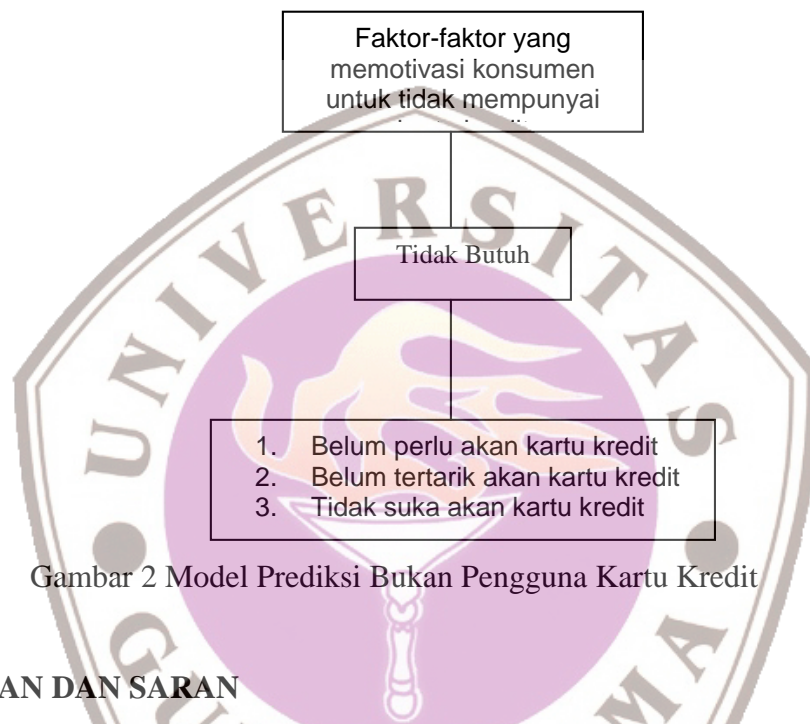 Faktor-faktor yang
memotivasi konsumen
untuk tidak mempunyai
Tidak Butuh
1. Belum perlu akan kartu kredit
2. Belum tertarik akan kartu kredit
3. Tidak suka akan kartu kredit
Gambar 2 Model Prediksi Bukan Pengguna Kartu Kredit
AN DAN SARAN
UNIVERSITAS